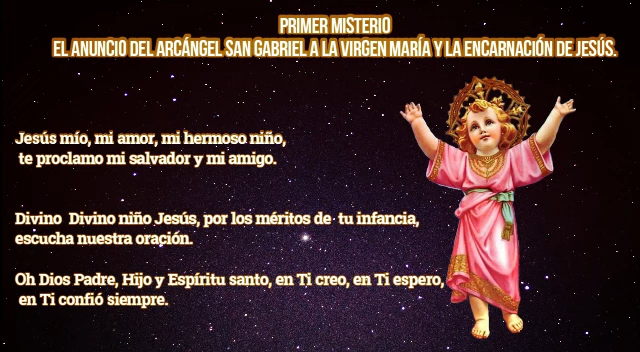 PRIMER MISTERIO
EL ANUNCIO DEL ARCÁNGEL SAN GABRIEL A LA VIRGEN MARÍA Y LA ENCARNACIÓN DE JESÚS.
Jesús mío, mi amor, mi hermoso niño,
te proclamo mi salvador y mi amigo.
Divino Divino niño Jesús, por los méritos de tu infancia,
escucha nuestra oración.
Oh Dios Padre, Hijo y Espíritu santo, en Ti creo, en Ti espero,
en Ti confió siempre.